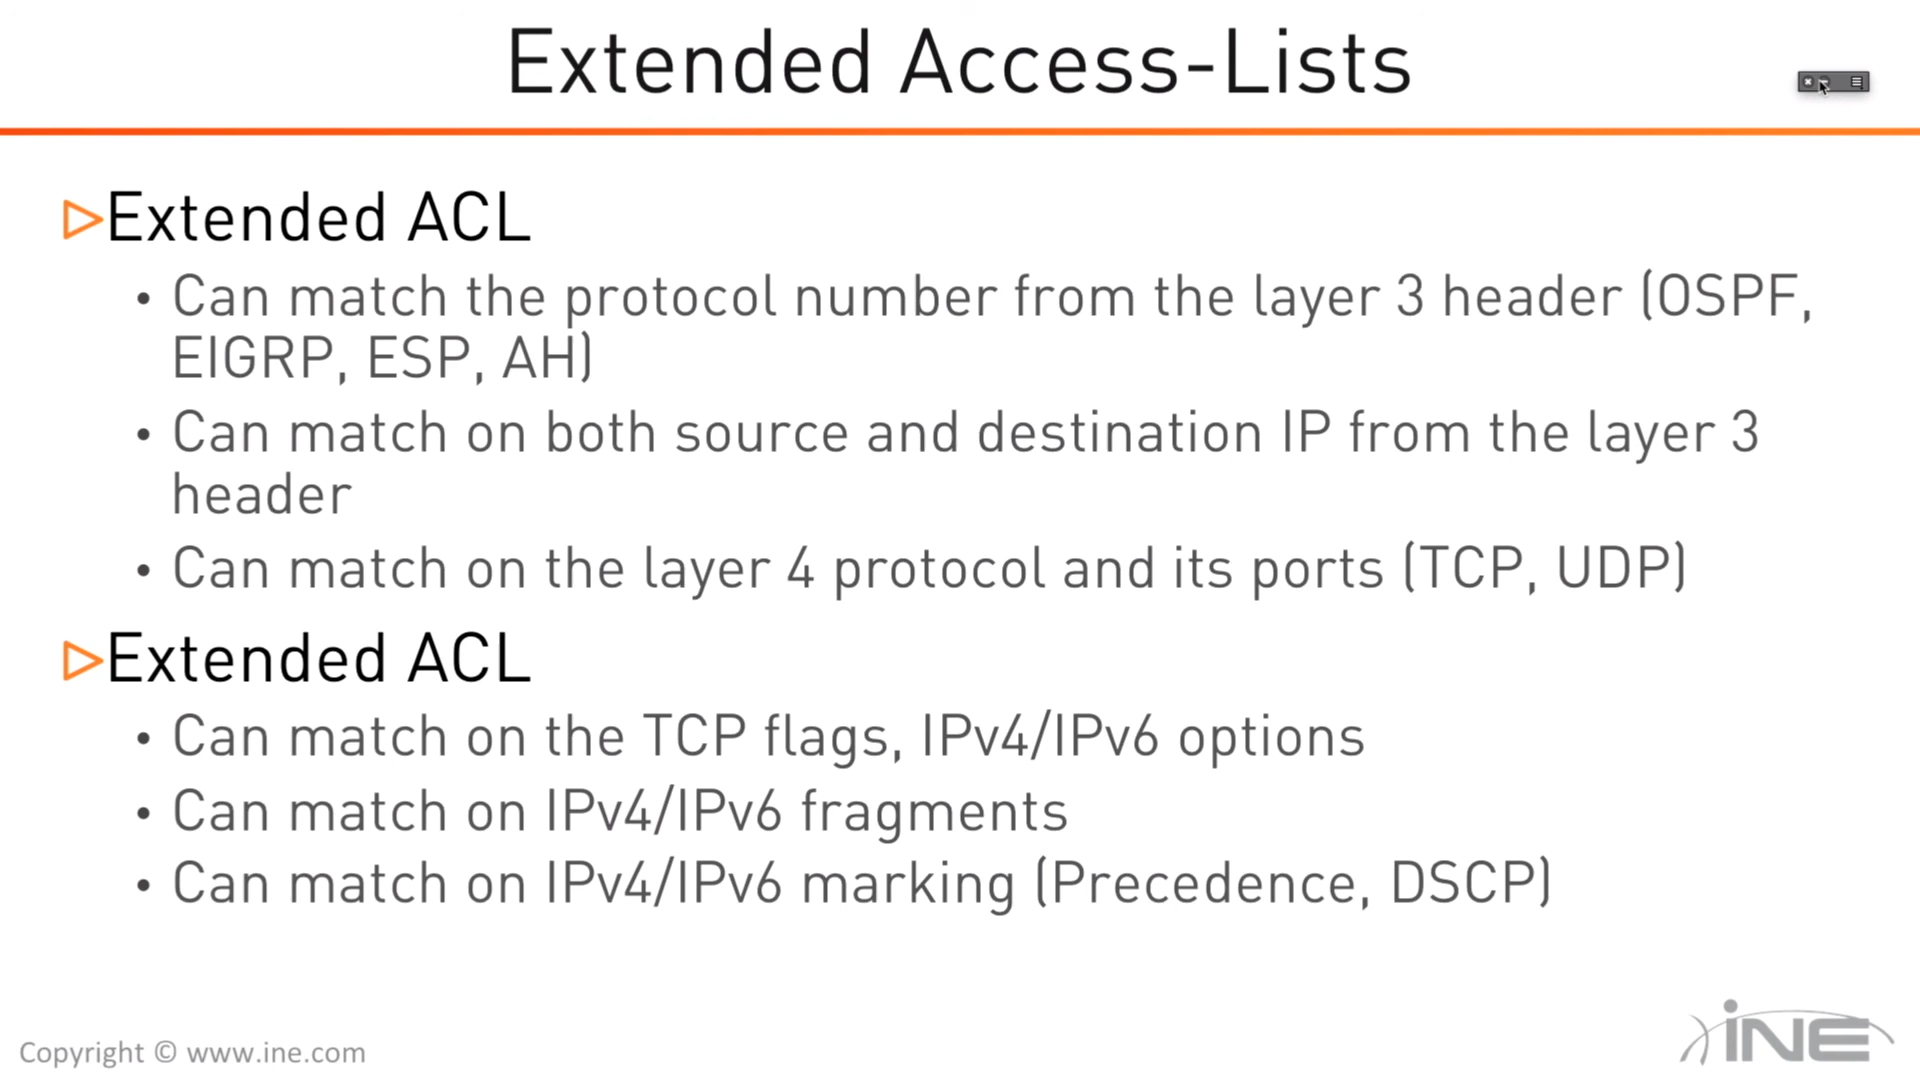 Extended Access-Lists
Extended ACL
• Can match the protocol number from the layer 3 header (OSPF,
EIGRP, ESP, AH)
• Can match on both source and destination IP from the layer 3
header
• Can match on the layer 4 protocol and its ports (TCP, UDP)
Extended ACL
• Can match on the TCP flags, IPv4/IPv6 options
• Can match on IPv4/IPv6 fragments
• Can match on IPv4/IPv6 marking (Precedence, DSCP)
Copyright © www.ine.com
iNE